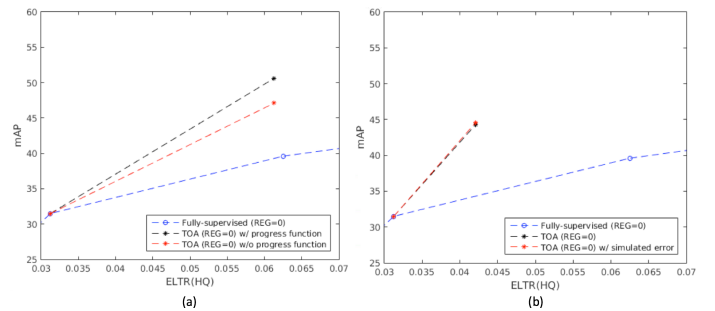 60
55
50
45
40
35
30
25
mAP
0.03 0.035 0.04 0.045 0.05 0.055 0.06 0.065 0.07
ELTR(HQ)
Fully-supervised (REG=0)
TOA (REG=0) w/ progress function
TOA (REG=0) w/o progress function
(a)
60
55
50
45
40
35
30
25
mAP
0.03 0.035 0.04 0.045 0.05 0.055 0.06 0.065 0.07
ELTR(HQ)
Fully-supervised (REG=0)
TOA (REG=0)
TOA (REG=0) w/ simulated error
(b)